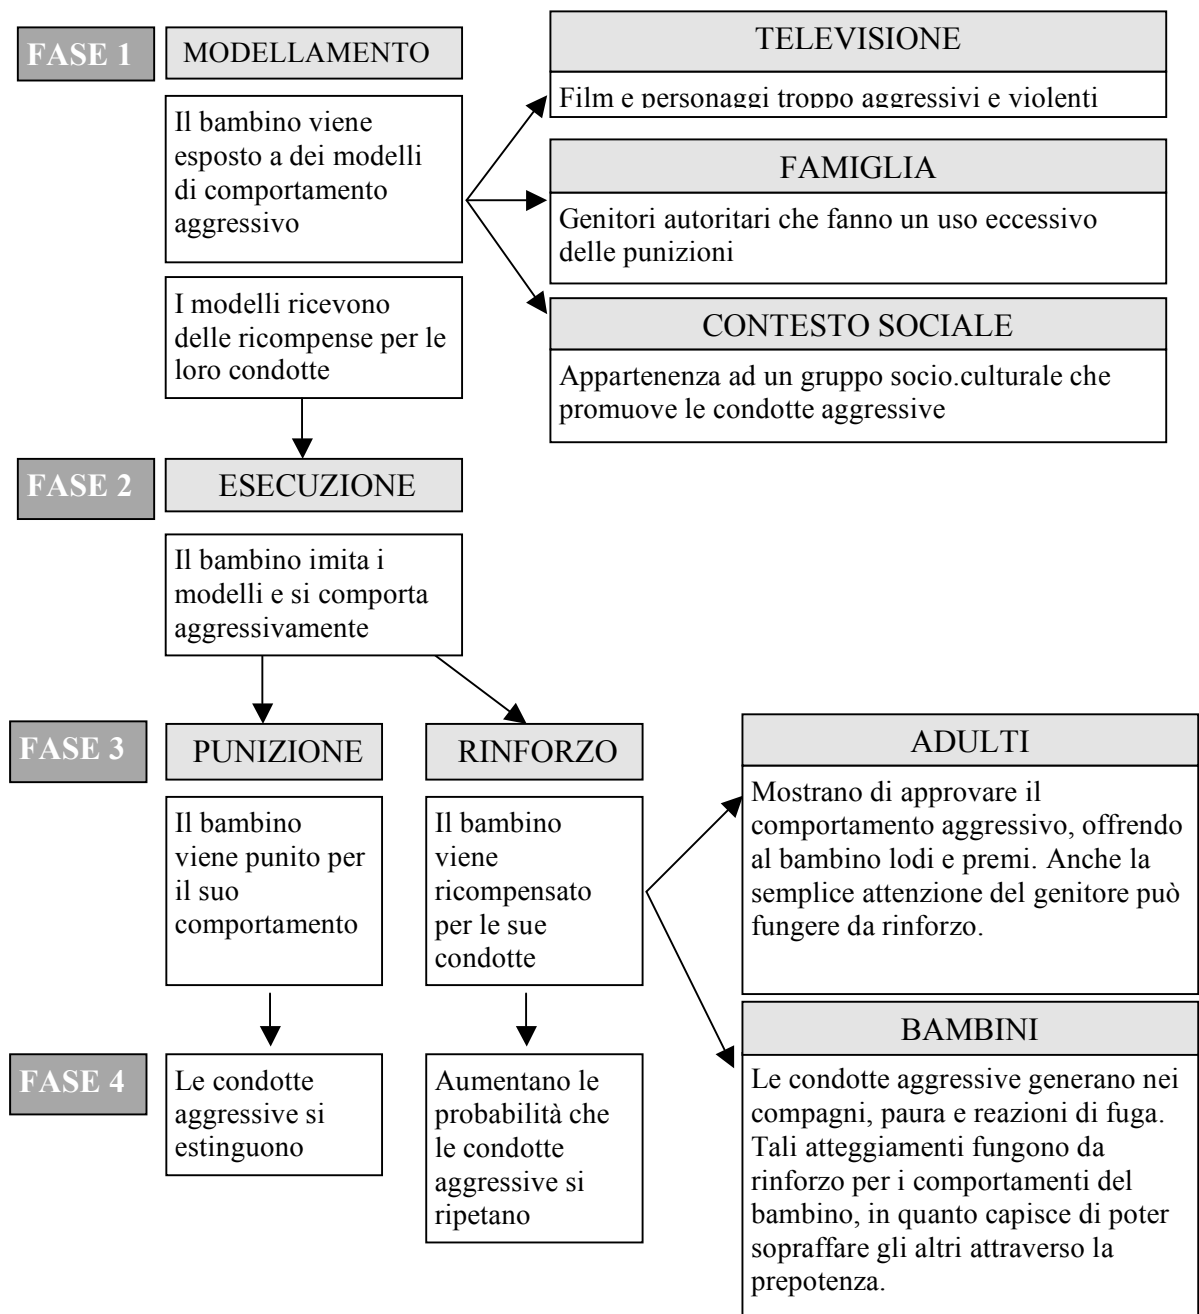 FASE 1
MODELLAMENTO
Il bambino viene
esposto a dei modelli
di comportamento
aggressivo
I modelli ricevono
delle ricompense per le
loro condotte
TELEVISIONE
Film e personaggi troppo aggressivi e violenti
FAMIGLIA
Genitori autoritari che fanno un uso eccessivo
delle punizioni
CONTESTO SOCIALE
Appartenenza ad un gruppo socio.culturale che
promuove le condotte aggressive
FASE 2
ESECUZIONE
Il bambino imita i
modelli e si comporta
aggressivamente
FASE 3
PUNIZIONE
Il bambino
viene punito per
il suo
comportamento
RINFORZO
Il bambino
viene
ricompensato
per le sue
condotte
ADULTI
Mostrano di approvare il
comportamento aggressivo, offrendo
al bambino lodi e premi. Anche la
semplice attenzione del genitore può
fungere da rinforzo.
BAMBINI
Le condotte aggressive generano nei
compagni, paura e reazioni di fuga.
Tali atteggiamenti fungono da
rinforzo per i comportamenti del
bambino, in quanto capisce di poter
sopraffare gli altri attraverso la
prepotenza.
FASE 4
Le condotte
aggressive si
estinguono
Aumentano le
probabilità che
le condotte
aggressive si
ripetano